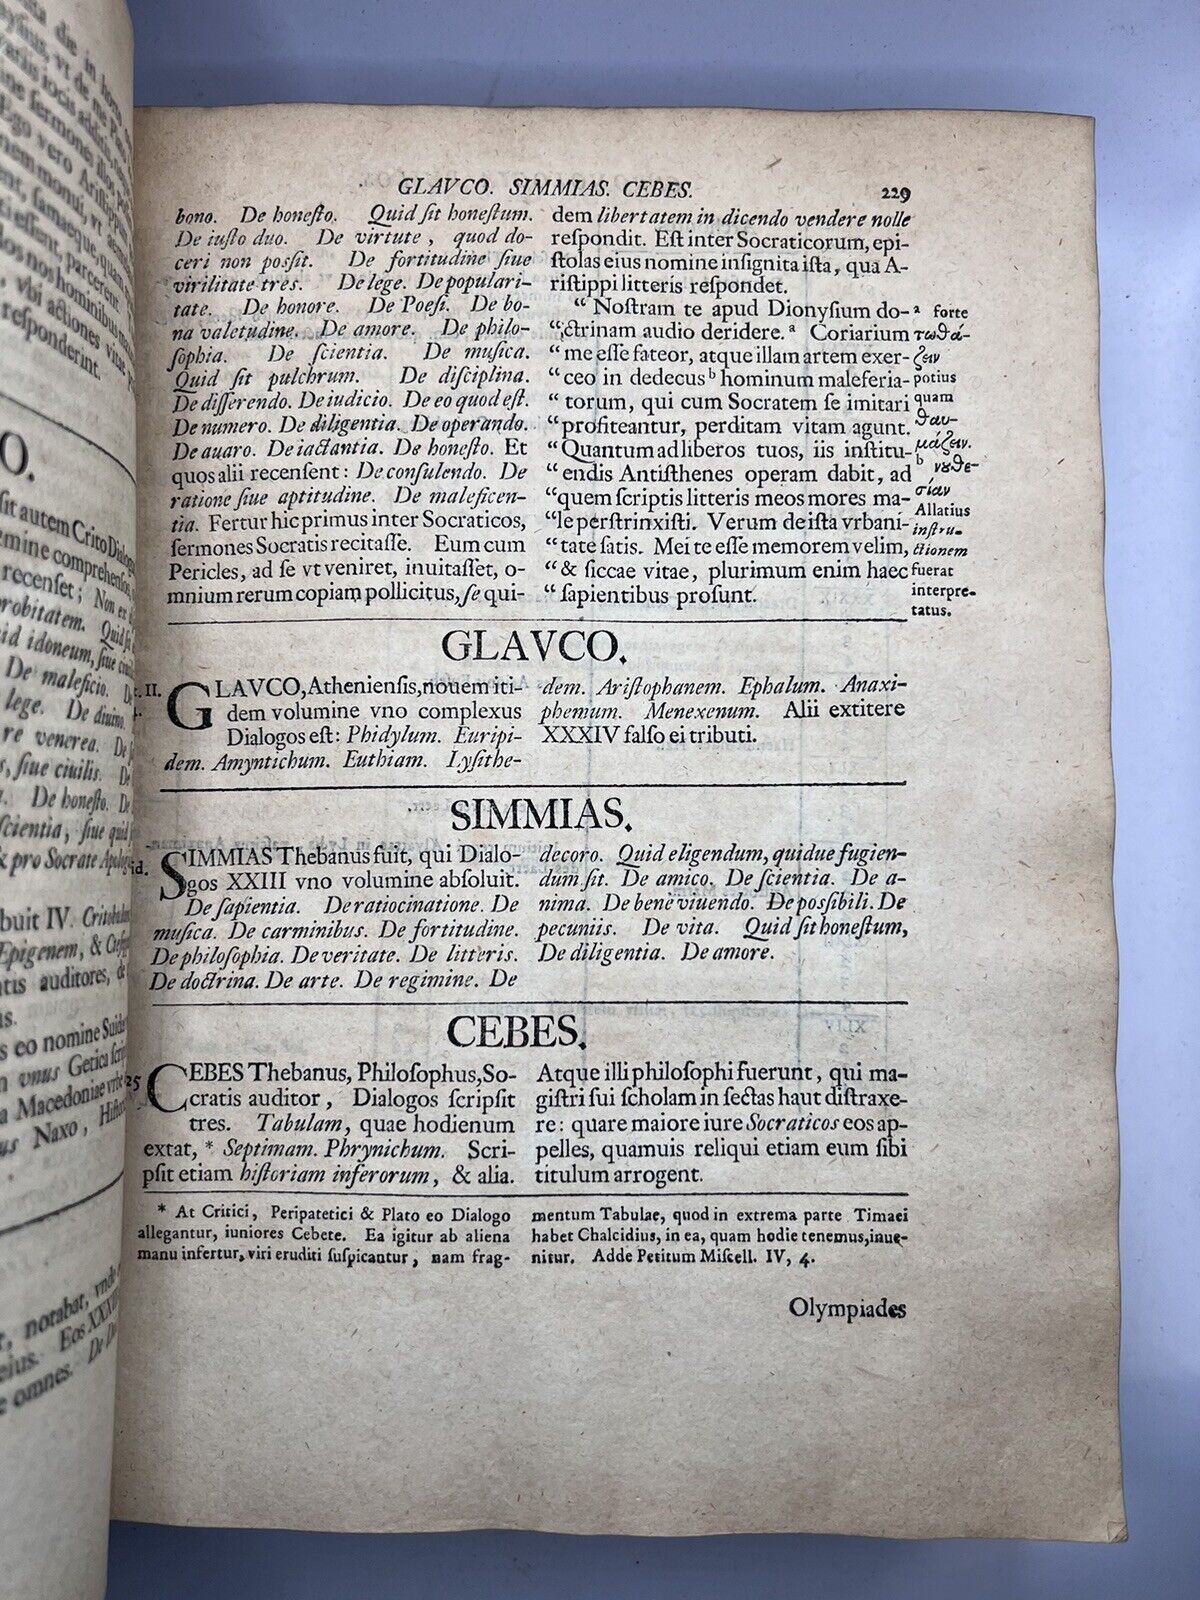 GLAVCO. SIMMIAS. CEBES. 229
bono. De honeſto. Quid ſit honeſtum.
De iuſto duo. De virtute, quod do-
ceri non poſſit. De fortitudine ſiue
virilitate tres. De lege. De populari-
tate. De honore. De Poeſi. De bo-
na valetudine. De amore. De philo-
ſophia. De ſcientia. De muſica.
Quid ſit pulchrum. De diſciplina.
De differendo. De iudicio. De eo quod eſt.
De numero. De diligentia. De operando.
De auaro. De iactantia. De honeſto. Et
quos alii recenſent: De conſulendo. De
ratione ſiue aptitudine. De maleficen-
tia. Fertur hic primus inter Socraticos,
ſermones Socratis recitaſſe. Eum cum
Pericles, ad ſe vt veniret, inuitaſſet, o-
mnium rerum copiam pollicitus, ſe qui-
dem libertatem in dicendo vendere nolle
reſpondit. Eſt inter Socraticorum, epi-
ſtolas eius nomine inſignita iſta, qua A-
riſtippi litteris reſpondet.
“ Noſtram te apud Dionyſium do-
“ctrinam audio deridere. ª Coriarium
“me eſſe fateor, atque illam artem exer-
“ceo in dedecus ᵇ hominum maleferia-
“torum, qui cum Socratem ſe imitari
“profiteantur, perditam vitam agunt.
“Quantum ad liberos tuos, iis inſtitu-
“endis Antiſthenes operam dabit, ad
“quem ſcriptis litteris meos mores ma-
“le perſtrinxiſti. Verum de iſta vrbani-
“tate ſatis. Mei te eſſe memorem velim,
“& ſiccae vitae, plurimum enim haec
“ſapientibus proſunt.
ª forte
τωθά-
ζειν
potius
quam
θαυ-
μάζειν.
ᵇ νȣθε-
σίαν
Allatius
inſtru-
ctionem
fuerat
interpre-
tatus.
GLAVCO.
GLAVCO, Athenienſis, nouem iti-
dem volumine vno complexus
Dialogos eſt: Phidylum. Euripi-
dem. Amynticum. Euthiam. Lyſithe-
dem. Ariſtophanem. Ephalum. Anaxi-
phemum. Menexenum. Alii extitere
XXXIV falſo ei tributi.
SIMMIAS.
SIMMIAS Thebanus fuit, qui Dialo-
gos XXIII vno volumine abſoluit.
De ſapientia. De ratiocinatione. De
muſica. De carminibus. De fortitudine.
De philoſophia. De veritate. De litteris.
De doctrina. De arte. De regimine. De
decoro. Quid eligendum, quidue fugien-
dum ſit. De amico. De ſcientia. De a-
nima. De bene viuendo. De poſſibili. De
pecuniis. De vita. Quid ſit honeſtum,
De diligentia. De amore.
CEBES.
CEBES Thebanus, Philoſophus, So-
cratis auditor, Dialogos ſcripſit
tres. Tabulam, quae hodienum
extat, * Septimam. Phrynichum. Scri-
pſit etiam hiſtoriam inferorum, & alia.
Atque illi philoſophi fuerunt, qui ma-
giſtri ſui ſcholam in ſectas haut diſtraxe-
re: quare maiore iure Socraticos eos ap-
pelles, quamuis reliqui etiam eum ſibi
titulum arrogent.
* At Critici, Peripatetici & Plato eo Dialogo
allegantur, iuniores Cebete. Ea igitur ab aliena
manu infertur, viri eruditi ſuſpicantur, nam frag-
mentum Tabulae, quod in extrema parte Timaei
habet Chalcidius, in ea, quam hodie tenemus, inue-
nitur. Adde Petitum Miſcell. IV, 4.
Olympiades